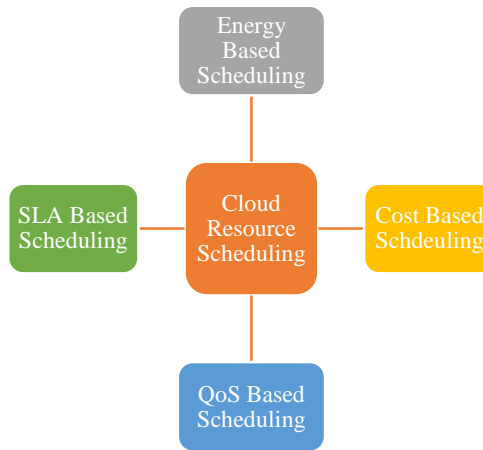 Energy
Based
Scheduling
SLA Based
Scheduling
Cloud
Resource
Scheduling
Cost Based
Schdeuling
QoS Based
Scheduling